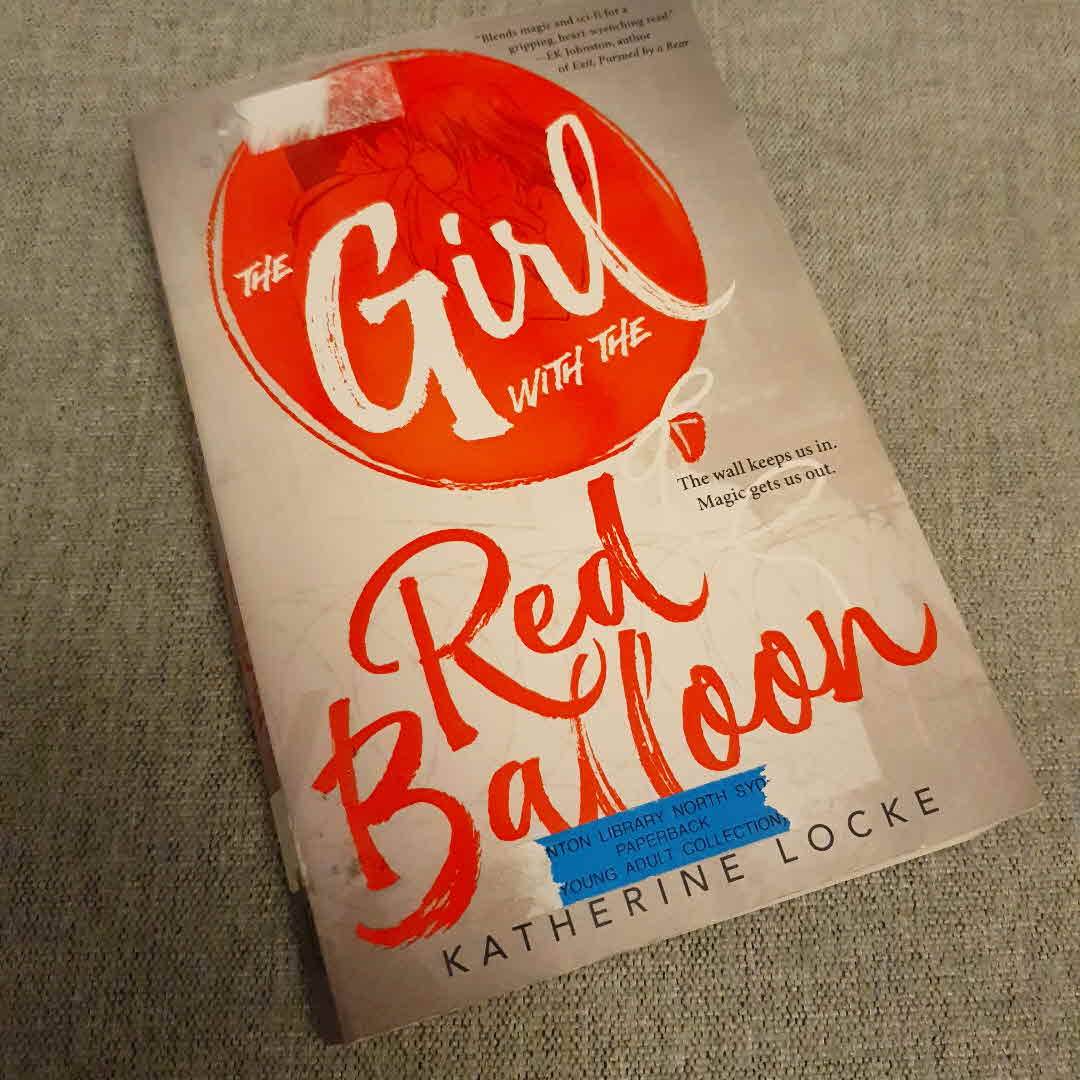 "Blends magic and sci-fi for a
gripping, heart-wrenching read."
—EK Johnston, author
of Exit, Pursued by a Bear
THE Girl
WITH THE
The wall keeps us in.
Magic gets us out.
Red
Balloon
NTON LIBRARY NORTH SYD
PAPERBACK
YOUNG ADULT COLLECTION
KATHERINE LOCKE